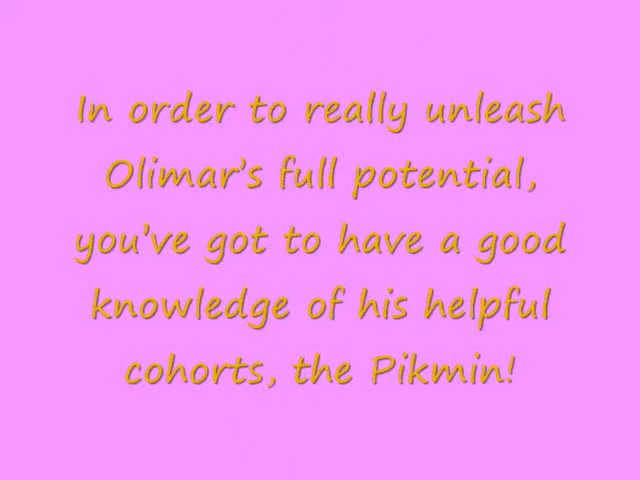 In order to really unleash
Olimar's full potential,
you've got to have a good
knowledge of his helpful
cohorts, the Pikmin!